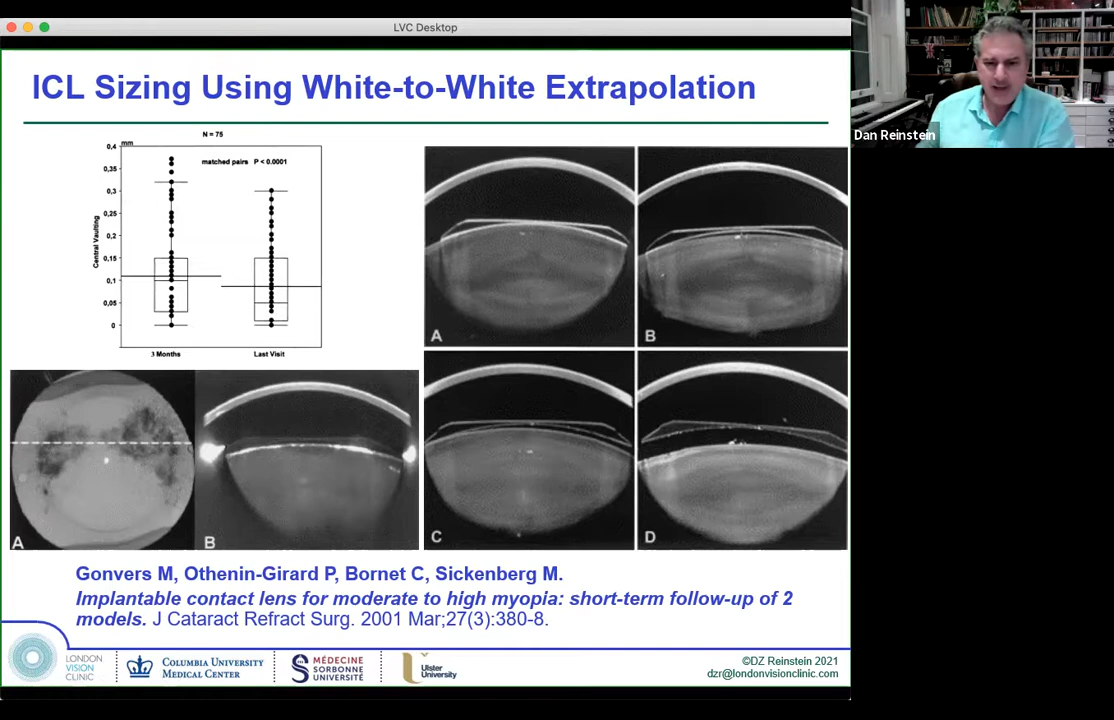 LVC Desktop
ICL Sizing Using White-to-White Extrapolation
N = 75
mm
matched pairs P < 0.0001
0,4
0,35
0,3
0,25
0,2
0,15
0,1
0,05
0
Central Vaulting
3 Months
Last Visit
A
B
A
B
C
D
Gonvers M, Othenin-Girard P, Bornet C, Sickenberg M.
Implantable contact lens for moderate to high myopia: short-term follow-up of 2
models. J Cataract Refract Surg. 2001 Mar;27(3):380-8.
LONDON
VISION
CLINIC
COLUMBIA UNIVERSITY
MEDICAL CENTER
MÉDECINE
SORBONNE
UNIVERSITÉ
Ulster
University
©DZ Reinstein 2021
dzr@londonvisionclinic.com
Dan Reinstein